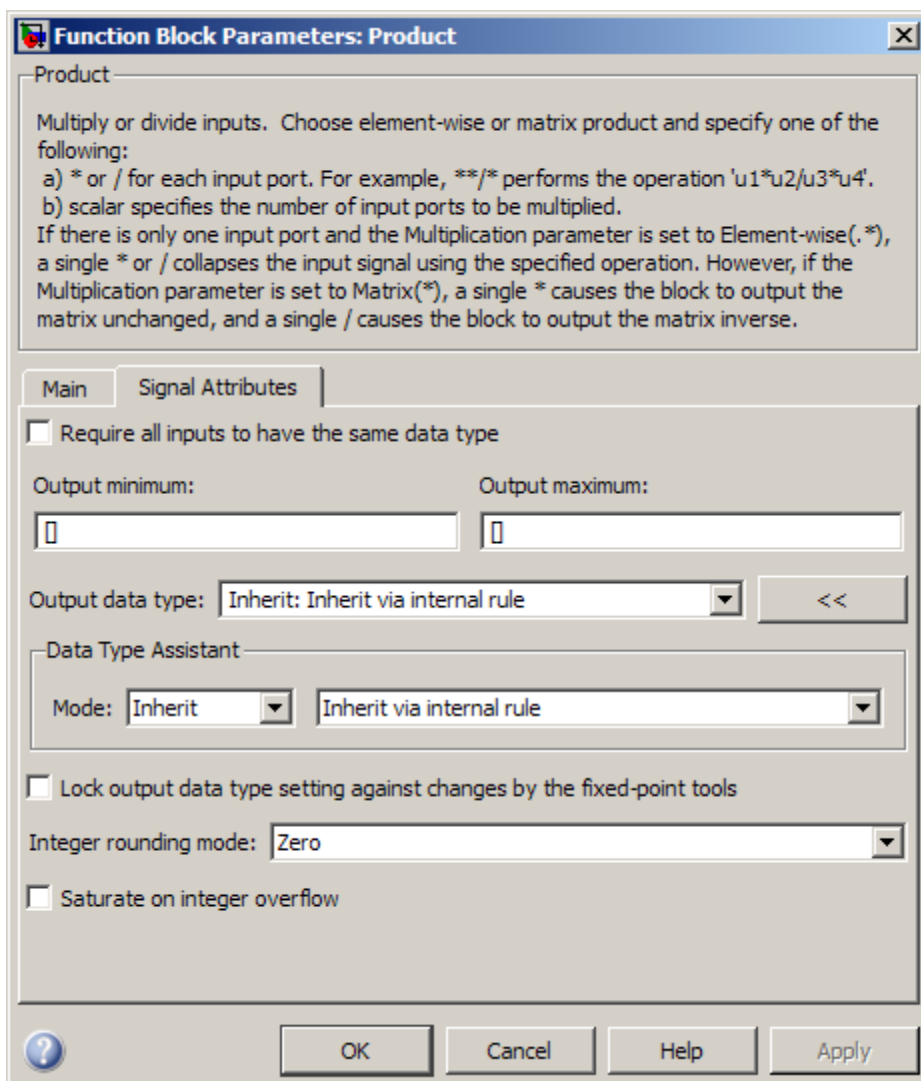 Function Block Parameters: Product
Product
Multiply or divide inputs.  Choose element-wise or matrix product and specify one of the
following:
a) * or / for each input port. For example, **/* performs the operation 'u1*u2/u3*u4'.
b) scalar specifies the number of input ports to be multiplied.
If there is only one input port and the Multiplication parameter is set to Element-wise(.*),
a single * or / collapses the input signal using the specified operation. However, if the
Multiplication parameter is set to Matrix(*), a single * causes the block to output the
matrix unchanged, and a single / causes the block to output the matrix inverse.
Main Signal Attributes
Require all inputs to have the same data type
Output minimum: Output maximum:
[] []
Output data type: Inherit: Inherit via internal rule <<
Data Type Assistant
Mode: Inherit Inherit via internal rule
Lock output data type setting against changes by the fixed-point tools
Integer rounding mode: Zero
Saturate on integer overflow
? OK Cancel Help Apply